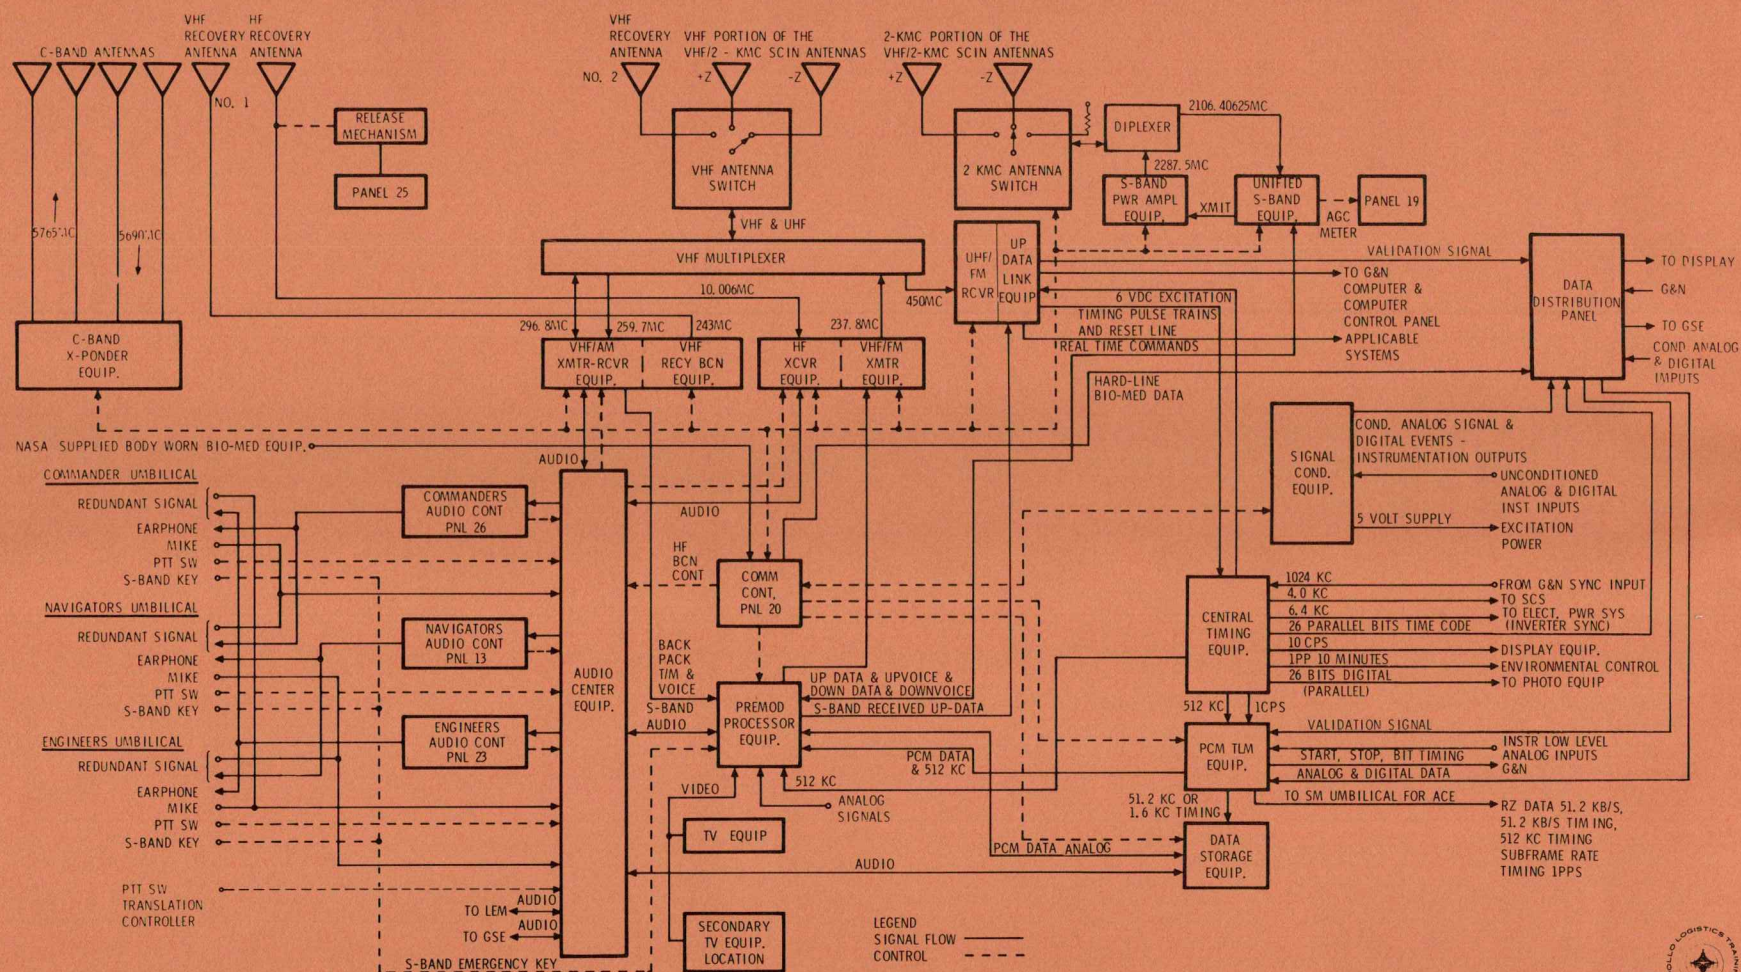 C-BAND ANTENNAS
VHF
RECOVERY
ANTENNA
NO. 1
HF
RECOVERY
ANTENNA
VHF
RECOVERY
ANTENNA
NO. 2
VHF PORTION OF THE
VHF/2 - KMC SCIN ANTENNAS
+Z
-Z
2-KMC PORTION OF THE
VHF/2-KMC SCIN ANTENNAS
+Z
-Z
RELEASE
MECHANISM
PANEL 25
VHF ANTENNA
SWITCH
2 KMC ANTENNA
SWITCH
DIPLEXER
2106.40625MC
2287.5MC
S-BAND
PWR AMPL
EQUIP.
XMIT
UNIFIED
S-BAND
EQUIP.
AGC
METER
PANEL 19
5765MC
5690MC
VHF & UHF
VHF MULTIPLEXER
10.006MC
450MC
UHF/
FM
RCVR
UP
DATA
LINK
EQUIP
VALIDATION SIGNAL
TO G&N
COMPUTER &
COMPUTER
CONTROL PANEL
6 VDC EXCITATION
TIMING PULSE TRAINS
AND RESET LINE
REAL TIME COMMANDS
APPLICABLE
SYSTEMS
DATA
DISTRIBUTION
PANEL
TO DISPLAY
G&N
TO GSE
COND ANALOG
& DIGITAL
INPUTS
C-BAND
X-PONDER
EQUIP.
296.8MC
259.7MC
243MC
237.8MC
VHF/AM
XMTR-RCVR
EQUIP.
VHF
RECY BCN
EQUIP.
HF
XCVR
EQUIP.
VHF/FM
XMTR
EQUIP.
HARD-LINE
BIO-MED DATA
NASA SUPPLIED BODY WORN BIO-MED EQUIP.
AUDIO
AUDIO
COMMANDER UMBILICAL
REDUNDANT SIGNAL
EARPHONE
MIKE
PTT SW
S-BAND KEY
COMMANDERS
AUDIO CONT
PNL 26
NAVIGATORS UMBILICAL
REDUNDANT SIGNAL
EARPHONE
MIKE
PTT SW
S-BAND KEY
NAVIGATORS
AUDIO CONT
PNL 13
ENGINEERS UMBILICAL
REDUNDANT SIGNAL
EARPHONE
MIKE
PTT SW
S-BAND KEY
ENGINEERS
AUDIO CONT
PNL 23
PTT SW
TRANSLATION
CONTROLLER
AUDIO
TO LEM
AUDIO
TO GSE
S-BAND EMERGENCY KEY
AUDIO
CENTER
EQUIP.
HF
BCN
CONT
COMM
CONT.
PNL 20
BACK
PACK
T/M &
VOICE
S-BAND
AUDIO
PREMOD
PROCESSOR
EQUIP.
UP DATA & UPVOICE &
DOWN DATA & DOWNVOICE
S-BAND RECEIVED UP-DATA
PCM DATA
& 512 KC
512 KC
VIDEO
ANALOG
SIGNALS
TV EQUIP
PCM DATA ANALOG
AUDIO
SECONDARY
TV EQUIP.
LOCATION
SIGNAL
COND.
EQUIP.
COND. ANALOG SIGNAL &
DIGITAL EVENTS -
INSTRUMENTATION OUTPUTS
UNCONDITIONED
ANALOG & DIGITAL
INST INPUTS
5 VOLT SUPPLY
EXCITATION
POWER
CENTRAL
TIMING
EQUIP.
1024 KC
FROM G&N SYNC INPUT
4.0 KC
TO SCS
6.4 KC
TO ELECT. PWR SYS
(INVERTER SYNC)
26 PARALLEL BITS TIME CODE
10 CPS
DISPLAY EQUIP.
1PP 10 MINUTES
ENVIRONMENTAL CONTROL
26 BITS DIGITAL
(PARALLEL)
TO PHOTO EQUIP
512 KC
1CPS
PCM TLM
EQUIP.
VALIDATION SIGNAL
INSTR LOW LEVEL
ANALOG INPUTS
START, STOP, BIT TIMING
G&N
ANALOG & DIGITAL DATA
51.2 KC OR
1.6 KC TIMING
TO SM UMBILICAL FOR ACE
RZ DATA 51.2 KB/S,
51.2 KB/S TIMING,
512 KC TIMING
SUBFRAME RATE
TIMING 1PPS
DATA
STORAGE
EQUIP.
LEGEND
SIGNAL FLOW
CONTROL
LOGISTICS